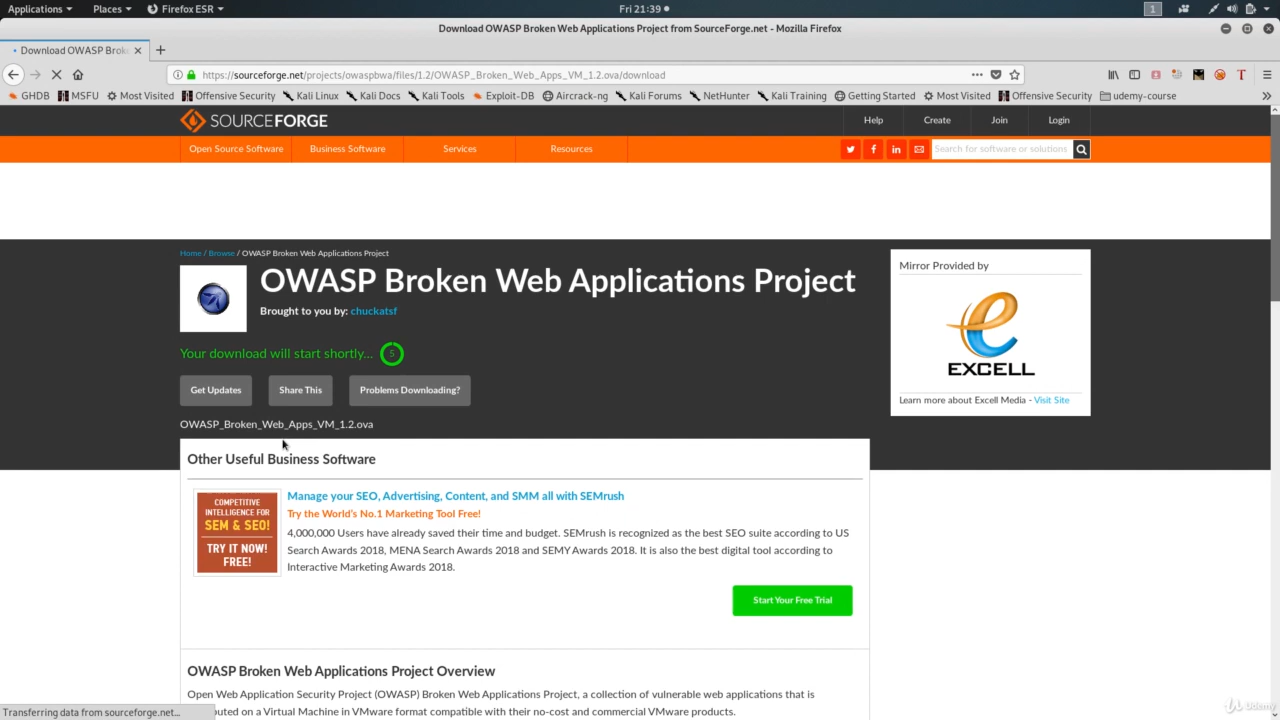 Applications Places Firefox ESR Fri 21:39 1
Download OWASP Broken Web Applications Project from SourceForge.net - Mozilla Firefox
Download OWASP Broke
https://sourceforge.net/projects/owaspbwa/files/1.2/OWASP_Broken_Web_Apps_VM_1.2.ova/download
GHDB MSFU Most Visited Offensive Security Kali Linux Kali Docs Kali Tools Exploit-DB Aircrack-ng Kali Forums NetHunter Kali Training Getting Started Most Visited Offensive Security udemy-course
SOURCEFORGE Help Create Join Login
Open Source Software Business Software Services Resources Search for software or solutions
Home / Browse / OWASP Broken Web Applications Project
OWASP Broken Web Applications Project
Brought to you by: chuckatsf
Your download will start shortly... 5
Get Updates Share This Problems Downloading?
OWASP_Broken_Web_Apps_VM_1.2.ova
Mirror Provided by
EXCELL
Learn more about Excell Media - Visit Site
Other Useful Business Software
COMPETITIVE
INTELLIGENCE FOR
SEM & SEO!
TRY IT NOW!
FREE!
Manage your SEO, Advertising, Content, and SMM all with SEMrush
Try the World's No.1 Marketing Tool Free!
4,000,000 Users have already saved their time and budget. SEMrush is recognized as the best SEO suite according to US
Search Awards 2018, MENA Search Awards 2018 and SEMY Awards 2018. It is also the best digital tool according to
Interactive Marketing Awards 2018.
Start Your Free Trial
OWASP Broken Web Applications Project Overview
Open Web Application Security Project (OWASP) Broken Web Applications Project, a collection of vulnerable web applications that is
on a Virtual Machine in VMware format compatible with their no-cost and commercial VMware products.
Transferring data from sourceforge.net...
Udemy